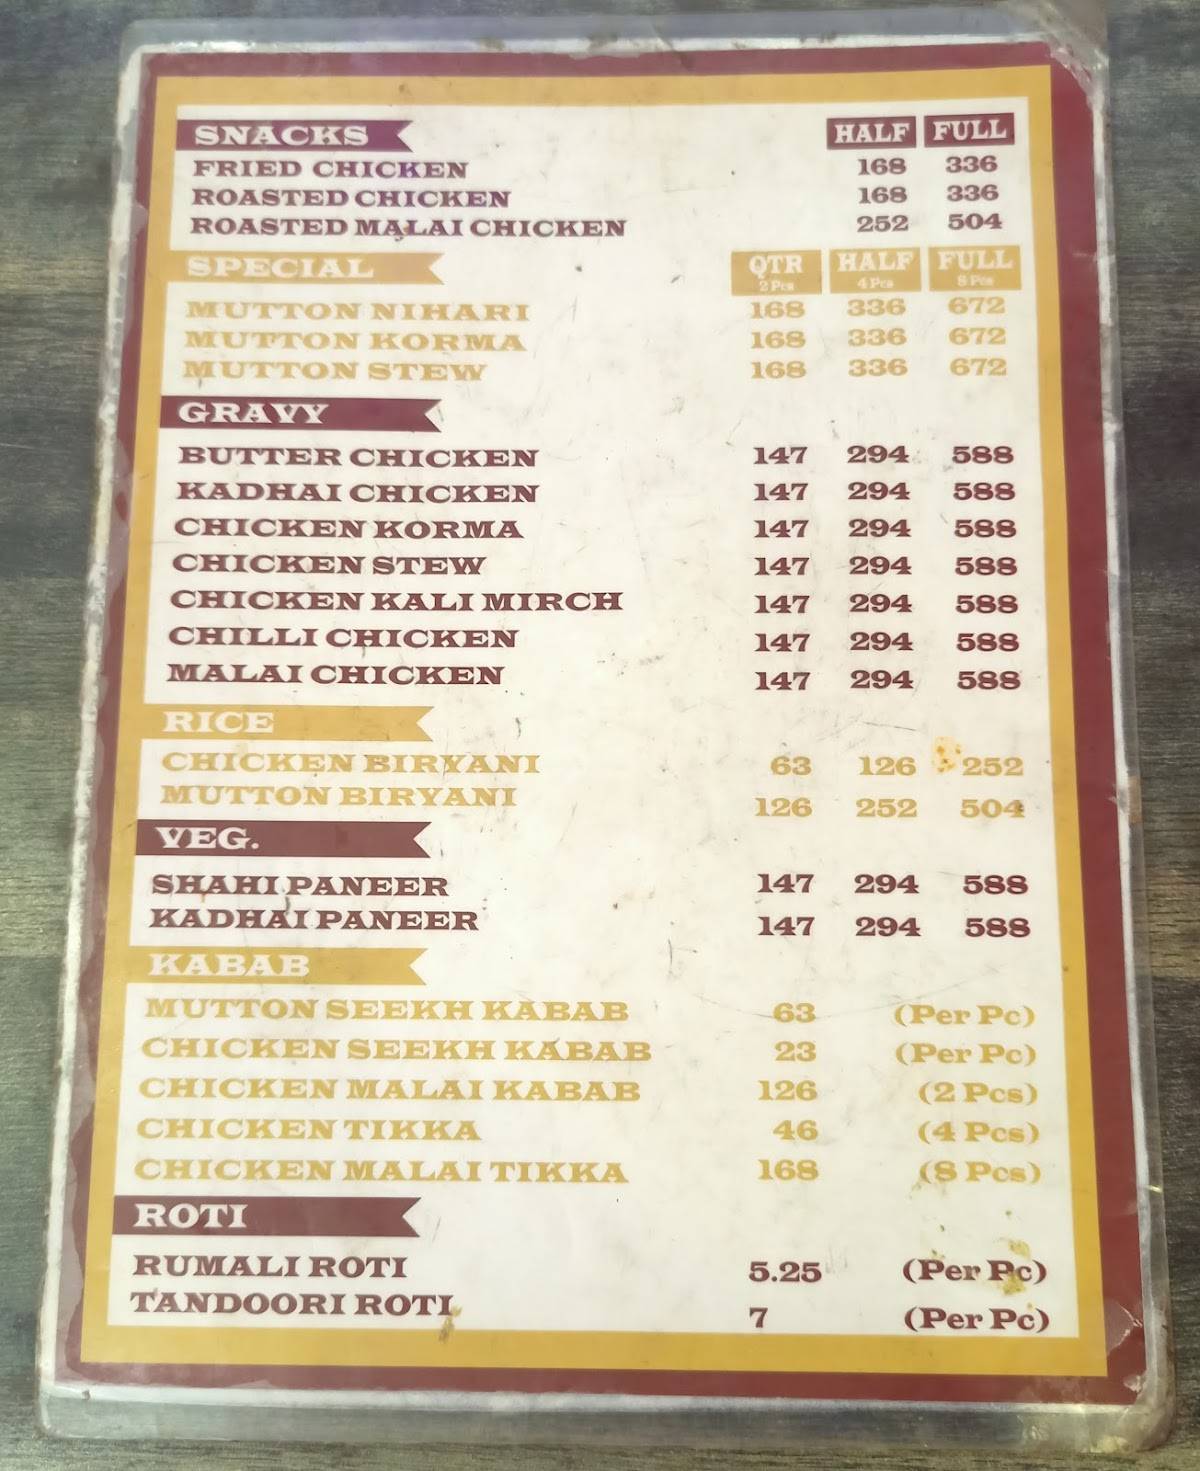 SNACKS HALF FULL
FRIED CHICKEN 168 336
ROASTED CHICKEN 168 336
ROASTED MALAI CHICKEN 252 504
SPECIAL QTR HALF FULL
2 Pcs 4 Pcs 8 Pcs
MUTTON NIHARI 168 336 672
MUTTON KORMA 168 336 672
MUTTON STEW 168 336 672
GRAVY
BUTTER CHICKEN 147 294 588
KADHAI CHICKEN 147 294 588
CHICKEN KORMA 147 294 588
CHICKEN STEW 147 294 588
CHICKEN KALI MIRCH 147 294 588
CHILLI CHICKEN 147 294 588
MALAI CHICKEN 147 294 588
RICE
CHICKEN BIRYANI 63 126 252
MUTTON BIRYANI 126 252 504
VEG.
SHAHI PANEER 147 294 588
KADHAI PANEER 147 294 588
KABAB
MUTTON SEEKH KABAB 63 (Per Pc)
CHICKEN SEEKH KABAB 23 (Per Pc)
CHICKEN MALAI KABAB 126 (2 Pcs)
CHICKEN TIKKA 46 (4 Pcs)
CHICKEN MALAI TIKKA 168 (8 Pcs)
ROTI
RUMALI ROTI 5.25 (Per Pc)
TANDOORI ROTI 7 (Per Pc)